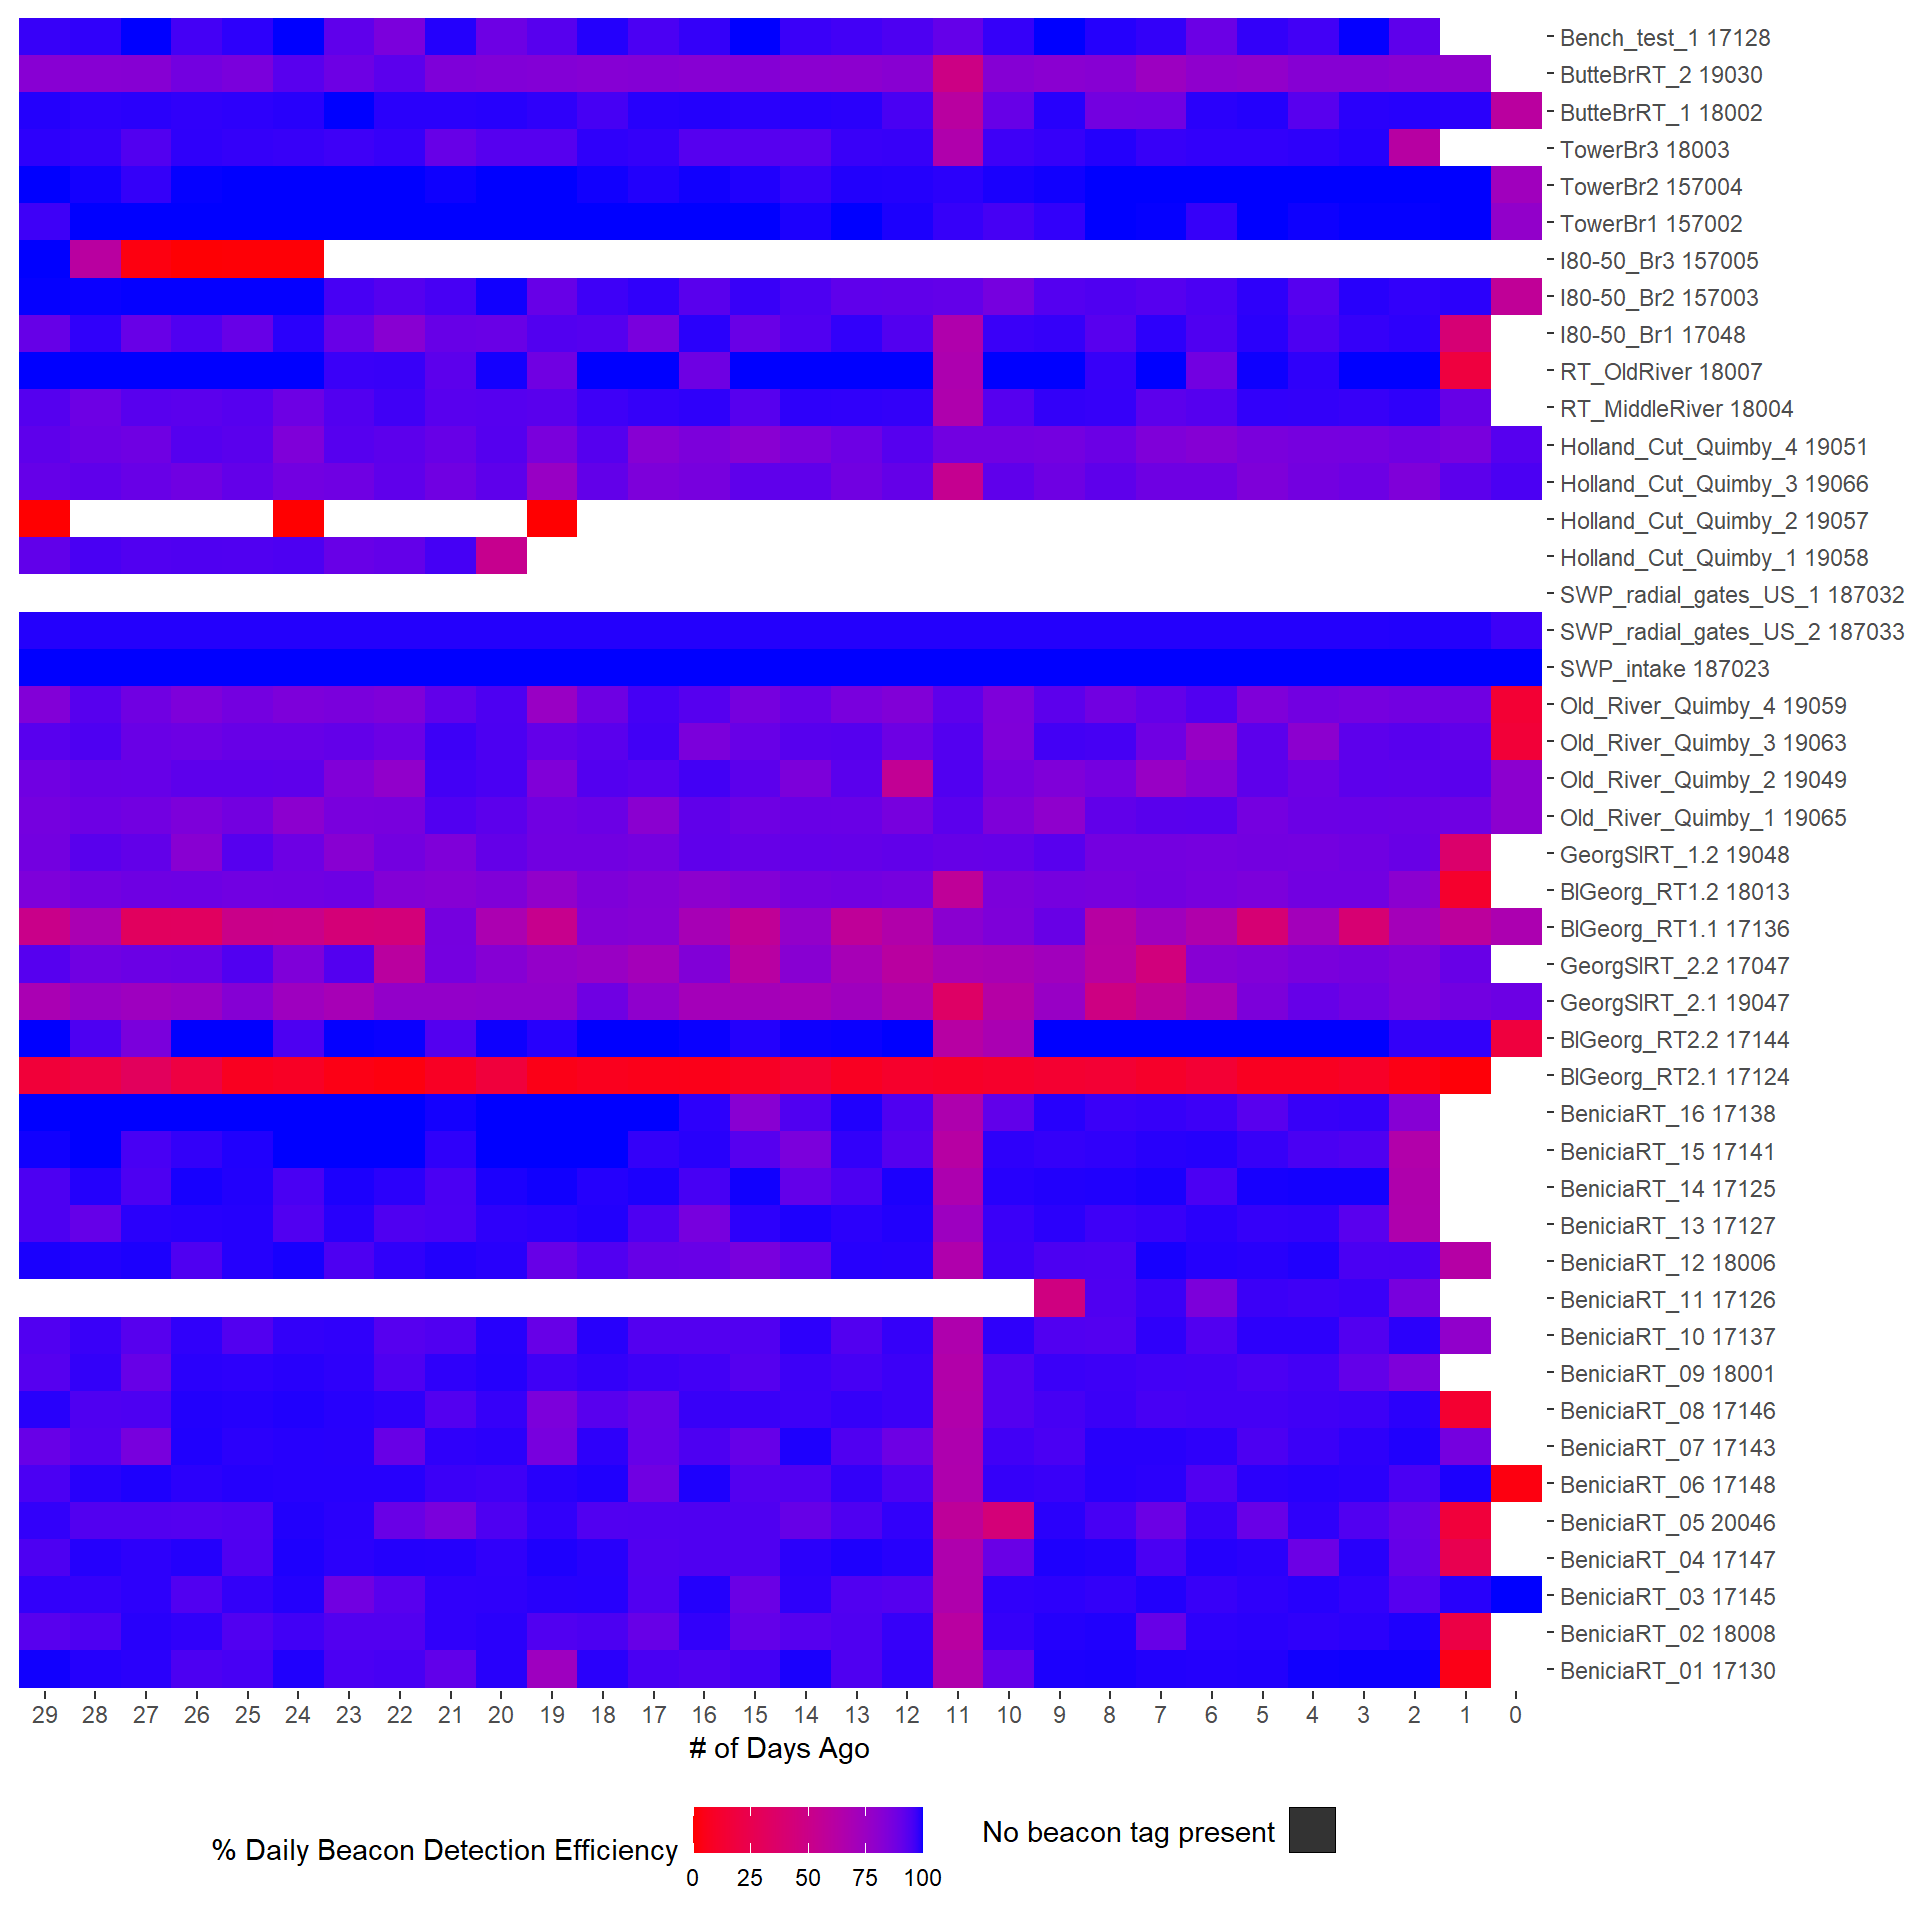 Bench_test_1 17128
ButteBrRT_2 19030
ButteBrRT_1 18002
TowerBr3 18003
TowerBr2 157004
TowerBr1 157002
I80-50_Br3 157005
I80-50_Br2 157003
I80-50_Br1 17048
RT_OldRiver 18007
RT_MiddleRiver 18004
Holland_Cut_Quimby_4 19051
Holland_Cut_Quimby_3 19066
Holland_Cut_Quimby_2 19057
Holland_Cut_Quimby_1 19058
SWP_radial_gates_US_1 187032
SWP_radial_gates_US_2 187033
SWP_intake 187023
Old_River_Quimby_4 19059
Old_River_Quimby_3 19063
Old_River_Quimby_2 19049
Old_River_Quimby_1 19065
GeorgSlRT_1.2 19048
BlGeorg_RT1.2 18013
BlGeorg_RT1.1 17136
GeorgSlRT_2.2 17047
GeorgSlRT_2.1 19047
BlGeorg_RT2.2 17144
BlGeorg_RT2.1 17124
BeniciaRT_16 17138
BeniciaRT_15 17141
BeniciaRT_14 17125
BeniciaRT_13 17127
BeniciaRT_12 18006
BeniciaRT_11 17126
BeniciaRT_10 17137
BeniciaRT_09 18001
BeniciaRT_08 17146
BeniciaRT_07 17143
BeniciaRT_06 17148
BeniciaRT_05 20046
BeniciaRT_04 17147
BeniciaRT_03 17145
BeniciaRT_02 18008
BeniciaRT_01 17130
29 28 27 26 25 24 23 22 21 20 19 18 17 16 15 14 13 12 11 10 9 8 7 6 5 4 3 2 1 0
# of Days Ago
% Daily Beacon Detection Efficiency
0 25 50 75 100
No beacon tag present